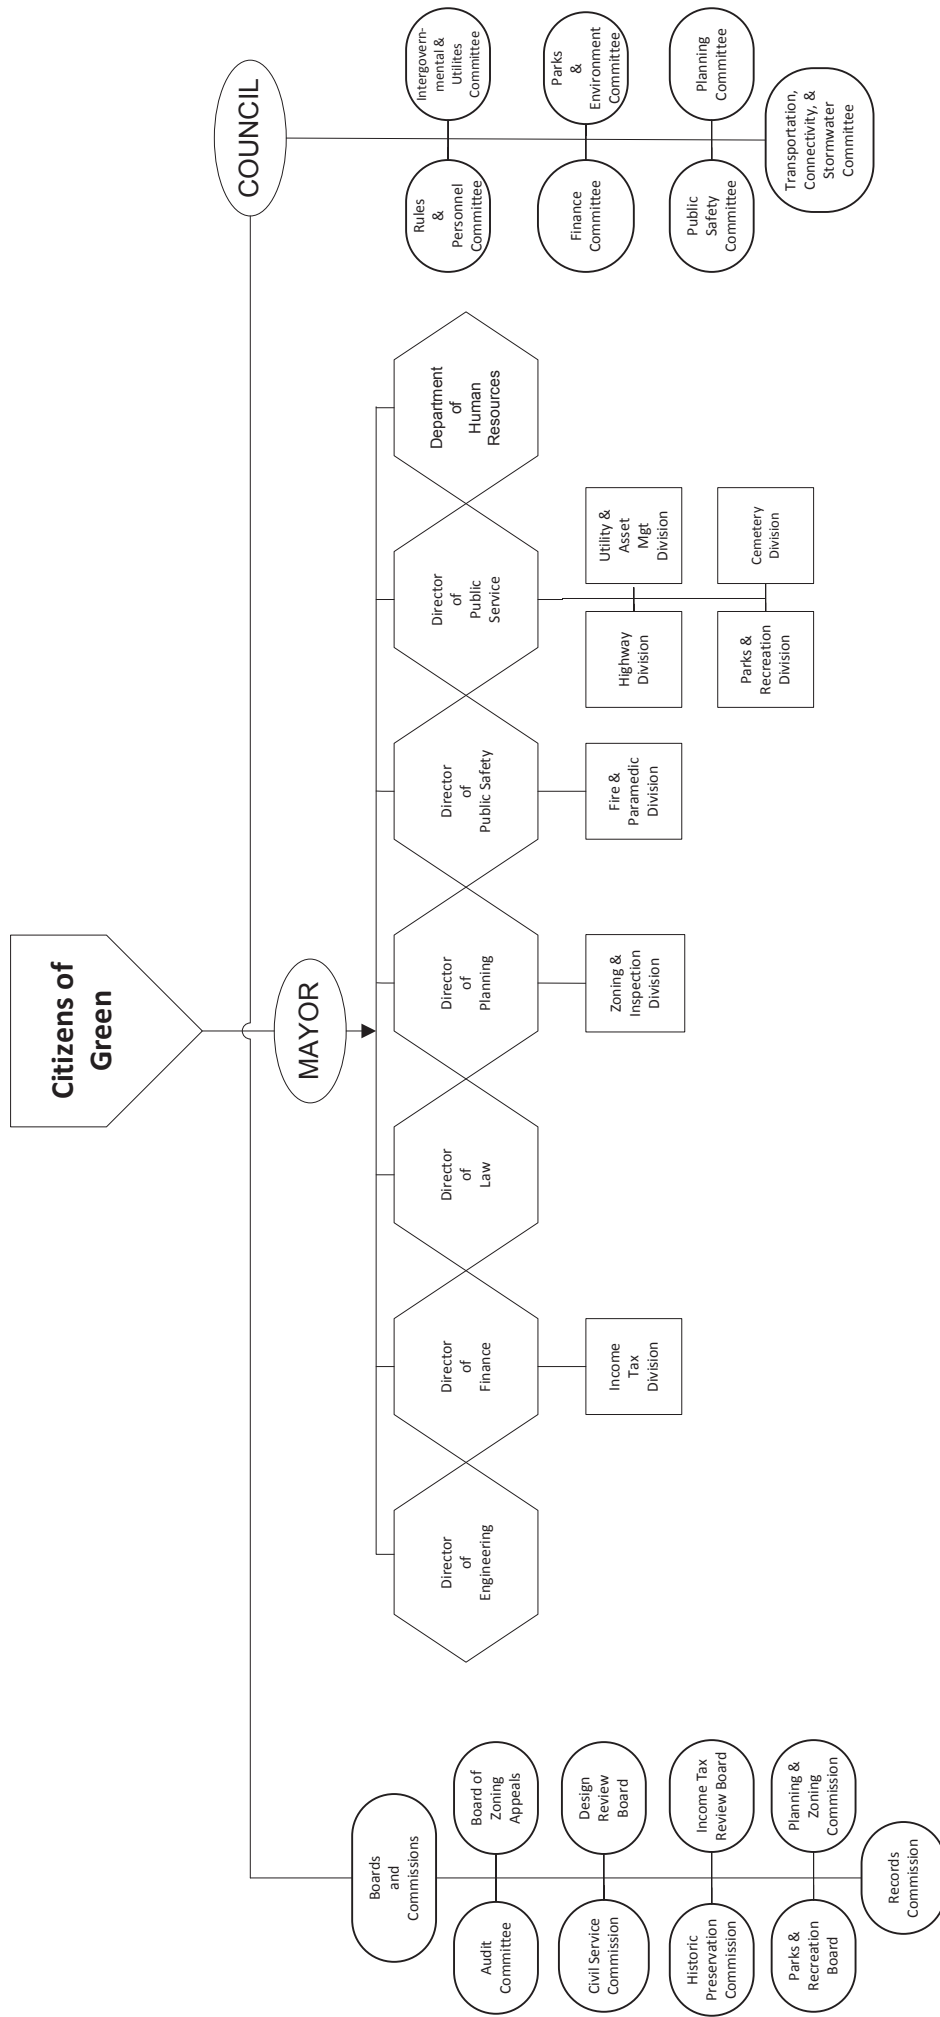 Citizens of
Green
MAYOR
COUNCIL
Boards
and
Commissions
Audit
Committee
Board of
Zoning
Appeals
Civil Service
Commission
Design
Review
Board
Historic
Preservation
Commission
Income Tax
Review Board
Parks &
Recreation
Board
Planning &
Zoning
Commission
Records
Commission
Director
of
Engineering
Director
of
Finance
Director
of
Law
Director
of
Planning
Director
of
Public Safety
Director
of
Public
Service
Department
of
Human
Resources
Income
Tax
Division
Zoning &
Inspection
Division
Fire &
Paramedic
Division
Highway
Division
Utility &
Asset
Mgt
Division
Parks &
Recreation
Division
Cemetery
Division
Rules
&
Personnel
Committee
Intergovern-
mental &
Utilites
Committee
Finance
Committee
Parks
&
Environment
Committee
Public
Safety
Committee
Planning
Committee
Transportation,
Connectivity, &
Stormwater
Committee